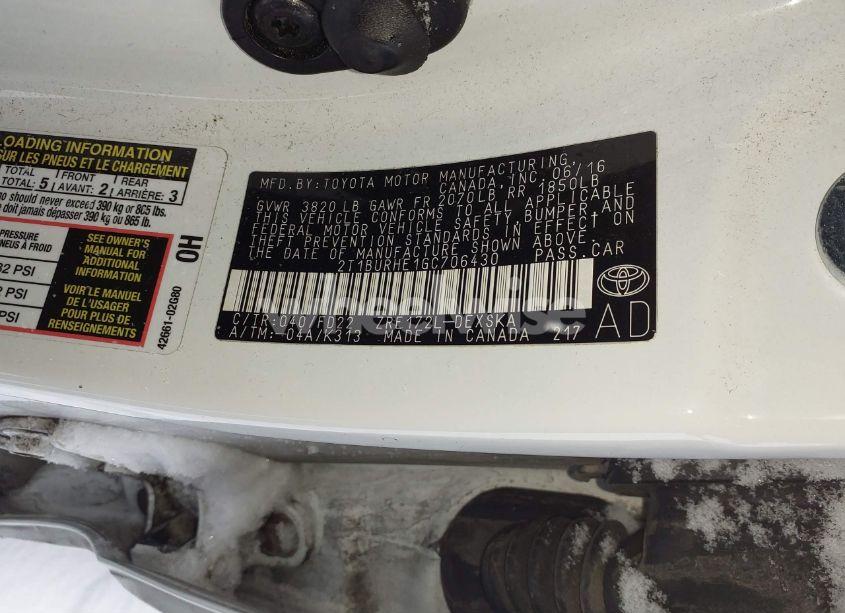 LOADING INFORMATION
SUR LES PNEUS ET LE CHARGEMENT
TOTAL
TOTAL: 5
FRONT
AVANT: 2
REAR
ARRIÈRE: 3
should never exceed 390 kg or 865 lbs.
doit jamais dépasser 390 kg ou 865 lb.
PRESSURE
PNEUS À FROID
32 PSI
PSI
PSI
SEE OWNER'S
MANUAL FOR
ADDITIONAL
INFORMATION
VOIR LE MANUEL
DE L'USAGER
POUR PLUS DE
RENSEIGNEMENTS
42661-02G80
OH
MFD.BY:TOYOTA MOTOR MANUFACTURING
CANADA, INC. 06/16
GVWR 3820 LB GAWR FR 2070LB RR 1850LB
THIS VEHICLE CONFORMS TO ALL APPLICABLE
FEDERAL MOTOR VEHICLE SAFETY, BUMPER, AND
THEFT PREVENTION STANDARDS IN EFFECT ON
THE DATE OF MANUFACTURE SHOWN ABOVE.
2T1BURHE1GC706430 PASS.CAR
C/TR:040/FD22 ZRE172L-DEXSKA
A/TM: 04A/K313 MADE IN CANADA Z17
AD
wheelwise